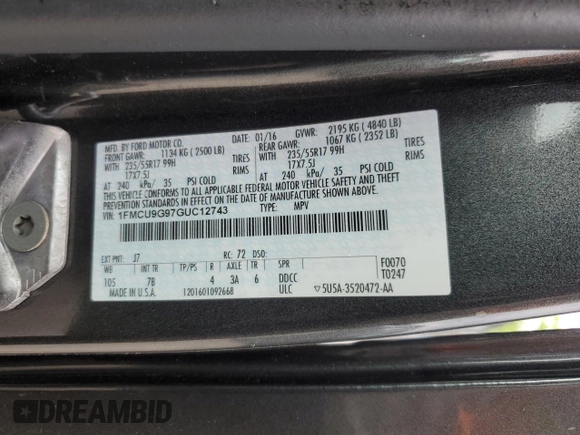 MFD. BY FORD MOTOR CO.
DATE: 01/16 GVWR: 2195 KG ( 4840 LB)
FRONT GAWR: 1134 KG ( 2500 LB) REAR GAWR: 1067 KG ( 2352 LB)
WITH TIRES WITH TIRES
235/55R17 99H 235/55R17 99H
17X7.5J RIMS 17X7.5J RIMS
AT 240 kPa/ 35 PSI COLD AT 240 kPa/ 35 PSI COLD
THIS VEHICLE CONFORMS TO ALL APPLICABLE FEDERAL MOTOR VEHICLE SAFETY, BUMPER,
AND THEFT PREVENTION STANDARDS IN EFFECT ON THE DATE OF MANUFACTURE SHOWN ABOVE.
VIN: 1FMCU9G97GUC12743 TYPE: MPV
EXT PNT: J7 RC: 72 DSO: F0070
WB INT TR TP/PS R AXLE TR SPR T0247
105 7B 4 3A 6 DDCC
MADE IN U.S.A. 1201601092668 ULC 5U5A-3520472-AA
DREAMBID